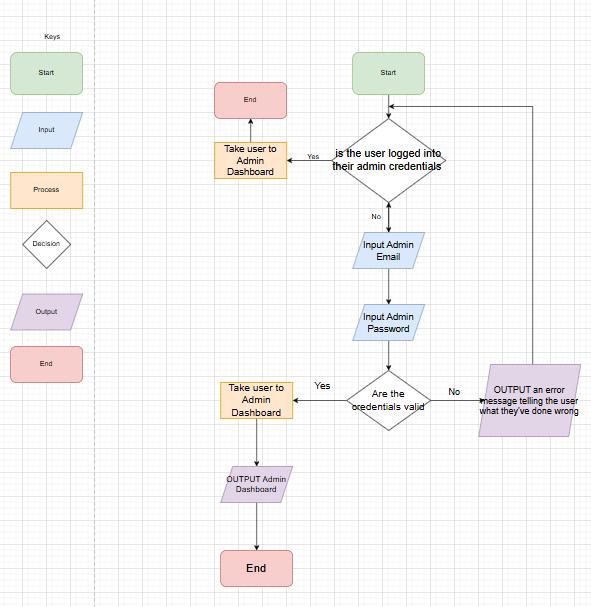 Keys
Start
Input
Process
Decision
Output
End
Start
End
is the user logged into
their admin credentials
Yes
Take user to
Admin
Dashboard
No
Input Admin
Email
Input Admin
Password
Are the
credentials valid
Yes
No
Take user to
Admin
Dashboard
OUTPUT an error
message telling the user
what they've done wrong
OUTPUT Admin
Dashboard
End